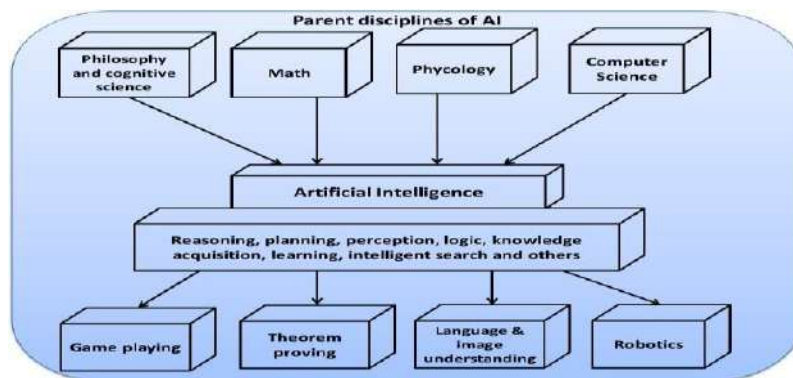 Parent disciplines of AI
Philosophy
and cognitive
science
Math
Phycology
Computer
Science
Artificial Intelligence
Reasoning, planning, perception, logic, knowledge
acquisition, learning, intelligent search and others
Game playing
Theorem
proving
Language &
image
understanding
Robotics